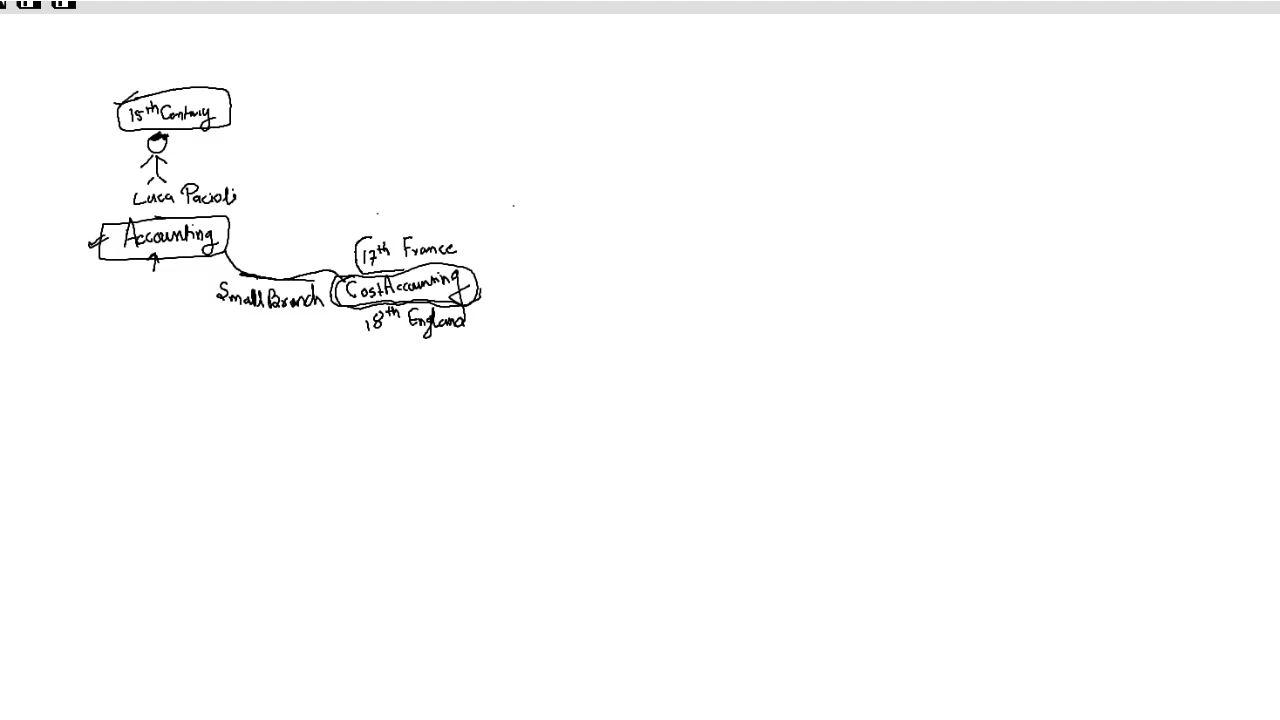 15th Century
Luca Pacioli
Accounting
17th France
Small Branch
Cost Accounting
18th England